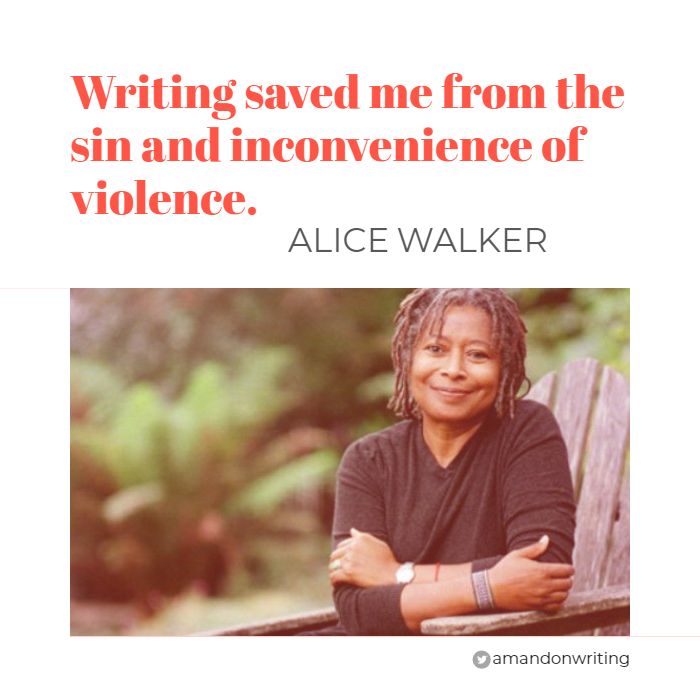 Writing saved me from the
sin and inconvenience of
violence.
ALICE WALKER
amandonwriting